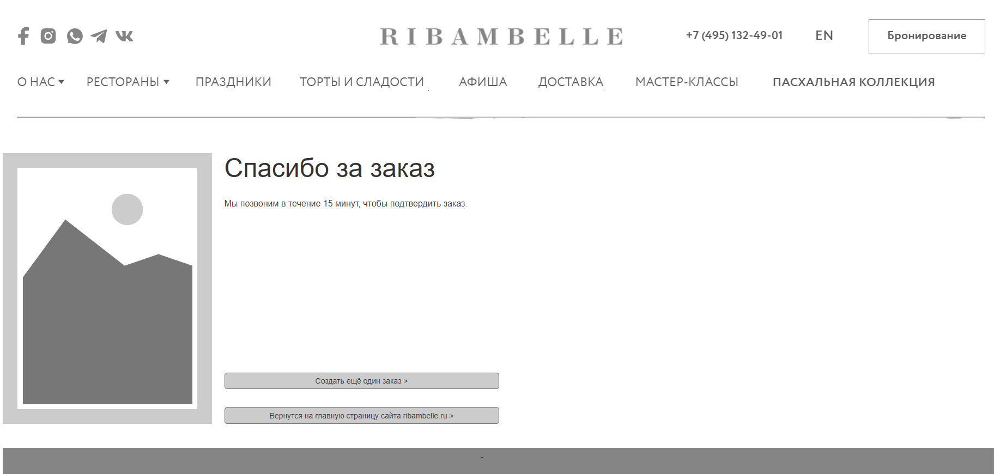 RIBAMBELLE
+7 (495) 132-49-01
EN
Бронирование
О НАС
РЕСТОРАНЫ
ПРАЗДНИКИ
ТОРТЫ И СЛАДОСТИ
АФИША
ДОСТАВКА
МАСТЕР-КЛАССЫ
ПАСХАЛЬНАЯ КОЛЛЕКЦИЯ
Спасибо за заказ
Мы позвоним в течение 15 минут, чтобы подтвердить заказ.
Создать ещё один заказ >
Вернутся на главную страницу сайта ribambelle.ru >